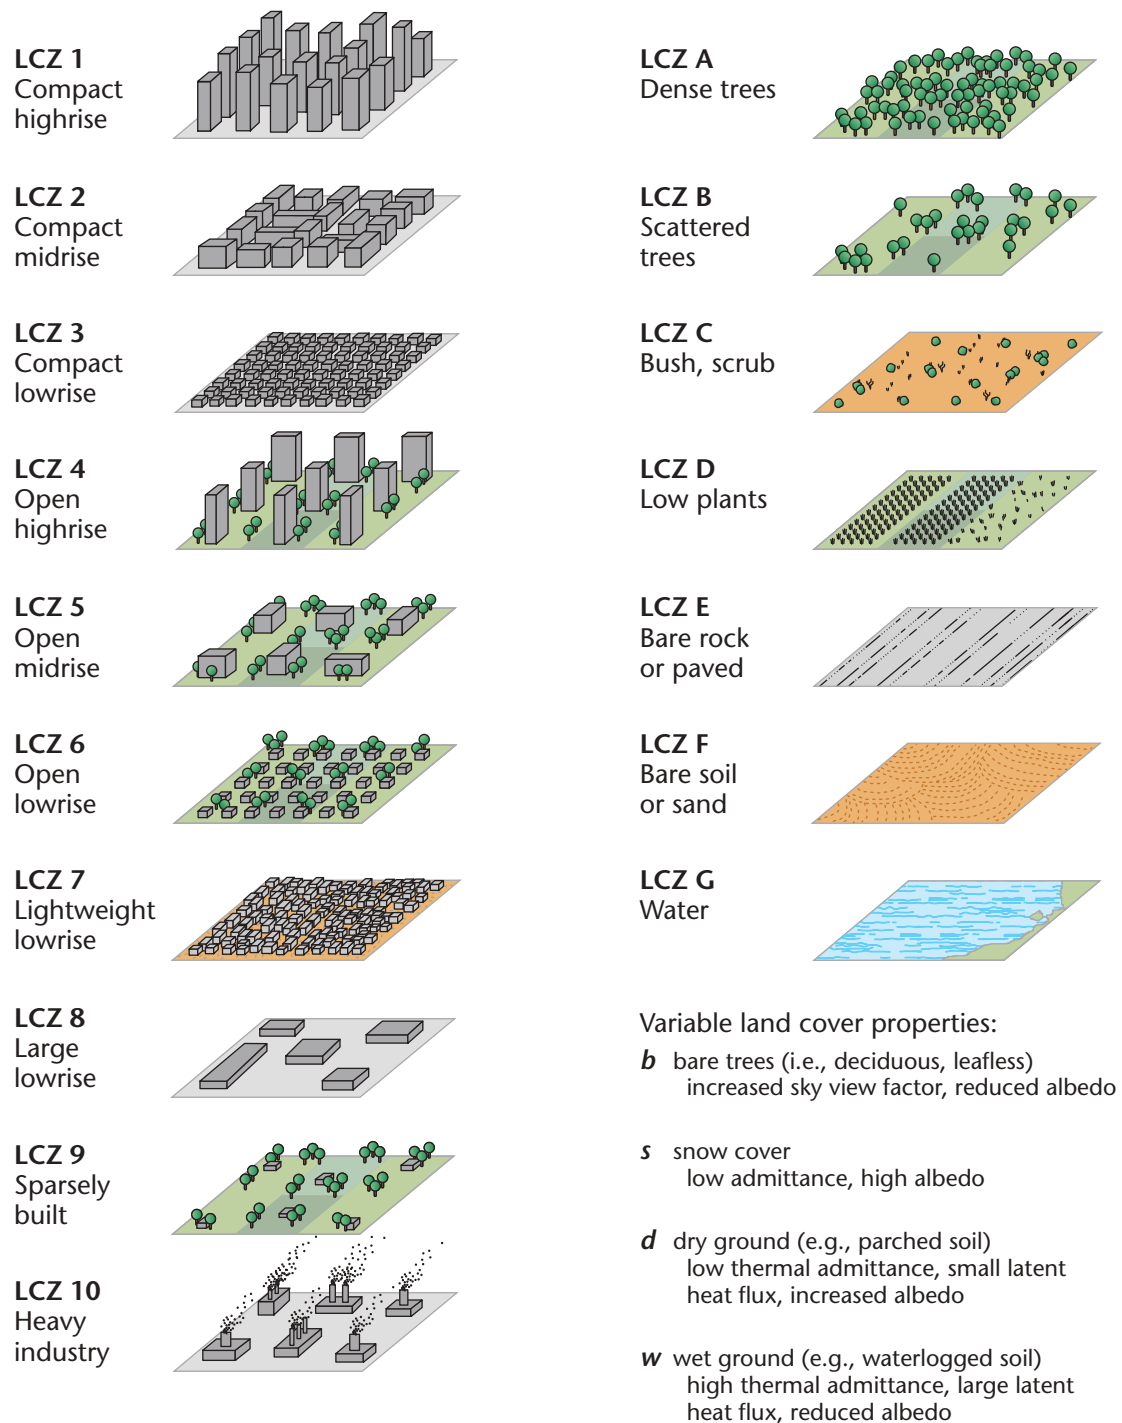 LCZ 1
Compact
highrise
LCZ 2
Compact
midrise
LCZ 3
Compact
lowrise
LCZ 4
Open
highrise
LCZ 5
Open
midrise
LCZ 6
Open
lowrise
LCZ 7
Lightweight
lowrise
LCZ 8
Large
lowrise
LCZ 9
Sparsely
built
LCZ 10
Heavy
industry
LCZ A
Dense trees
LCZ B
Scattered
trees
LCZ C
Bush, scrub
LCZ D
Low plants
LCZ E
Bare rock
or paved
LCZ F
Bare soil
or sand
LCZ G
Water
Variable land cover properties:
b bare trees (i.e., deciduous, leafless)
increased sky view factor, reduced albedo
s snow cover
low admittance, high albedo
d dry ground (e.g., parched soil)
low thermal admittance, small latent
heat flux, increased albedo
w wet ground (e.g., waterlogged soil)
high thermal admittance, large latent
heat flux, reduced albedo